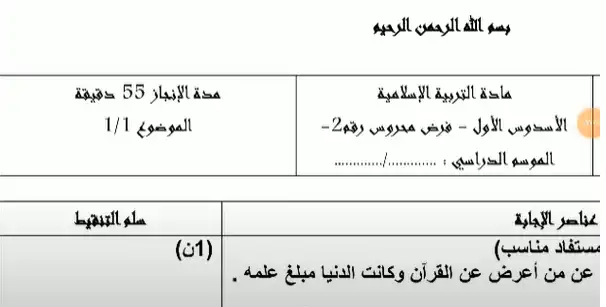 بسم الله الرحمن الرحيم
مادة التربية الإسلامية
الأسدوس الأول - فرض محروس رقم2-
الموسم الدراسي : ............./.............
مدة الإنجاز 55 دقيقة
الموضوع 1/1
عناصر الإجابة
سلم التنقيط
مستفاد مناسب)
(1ن)
عن من أعرض عن القرآن وكانت الدنيا مبلغ علمه .